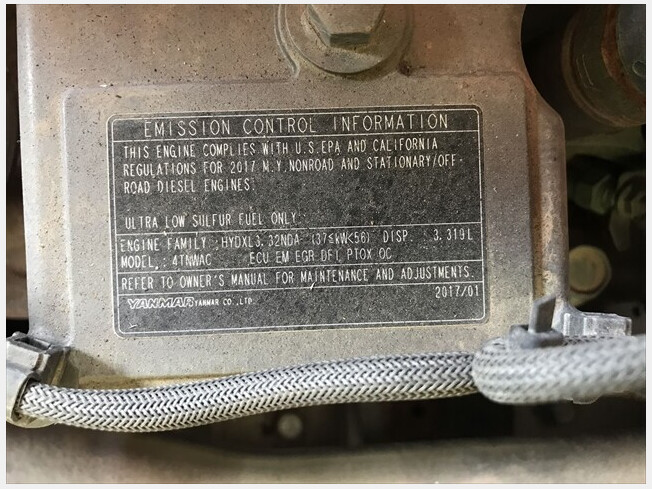 EMISSION CONTROL INFORMATION
THIS ENGINE COMPLIES WITH U.S.EPA AND CALIFORNIA
REGULATIONS FOR 2017 M.Y.NONROAD AND STATIONARY/OFF-
ROAD DIESEL ENGINES.
ULTRA LOW SULFUR FUEL ONLY
ENGINE FAMILY :HYDXL3.32NDA (37≤kW<56) DISP. 3.319L
MODEL :4TNWAC ECU EM EGR DFI PTOX OC
REFER TO OWNER'S MANUAL FOR MAINTENANCE AND ADJUSTMENTS.
YANMAR YANMAR CO.,LTD. 2017/01